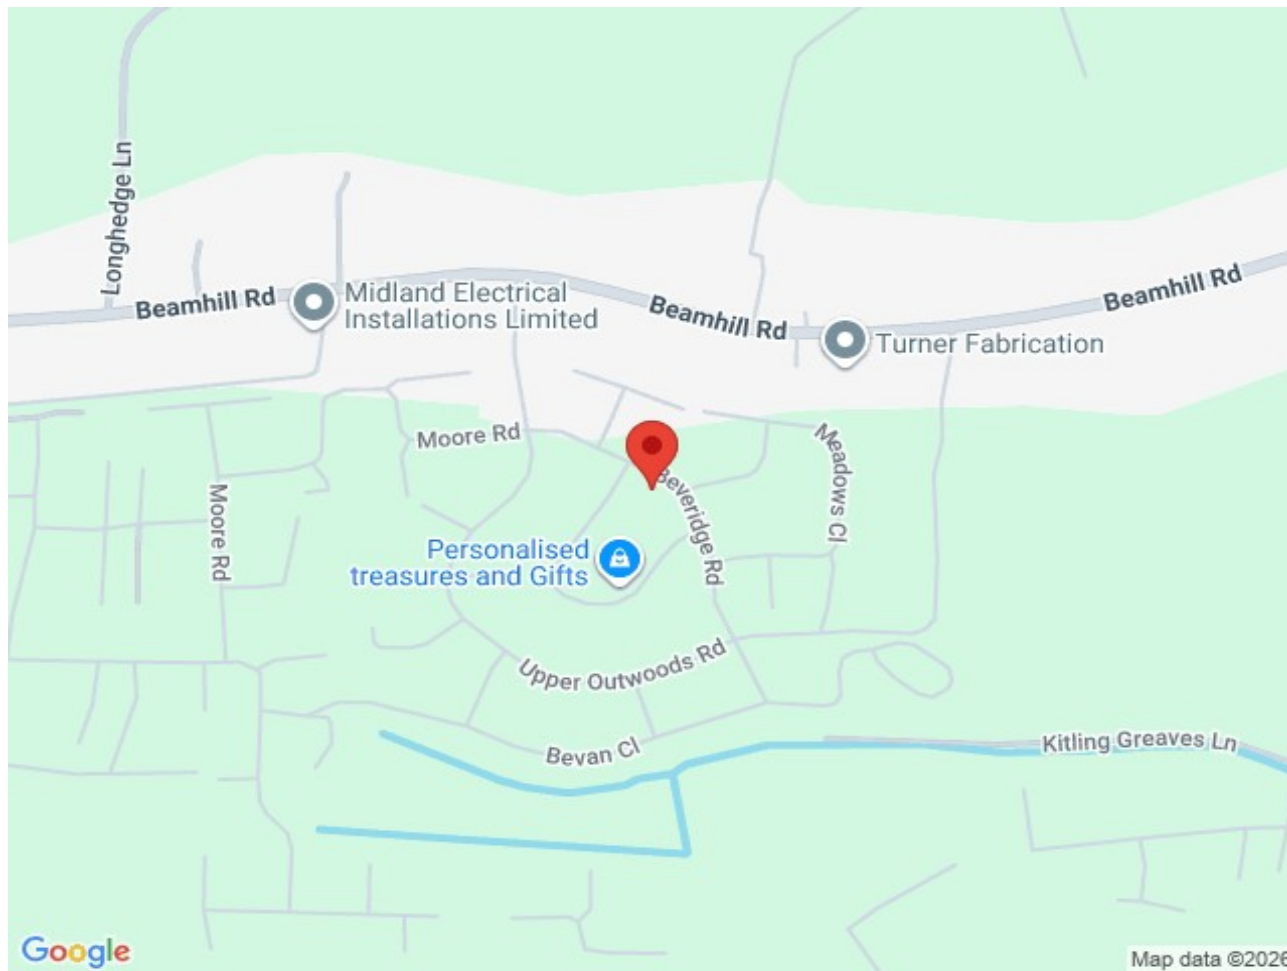 Longhedge Ln
Beamhill Rd
Midland Electrical
Installations Limited
Beamhill Rd
Beamhill Rd
Turner Fabrication
Moore Rd
Meadows Cl
Beveridge Rd
Moore Rd
Personalised
treasures and Gifts
Upper Outwoods Rd
Bevan Cl
Kitling Greaves Ln
Google
Map data ©2026